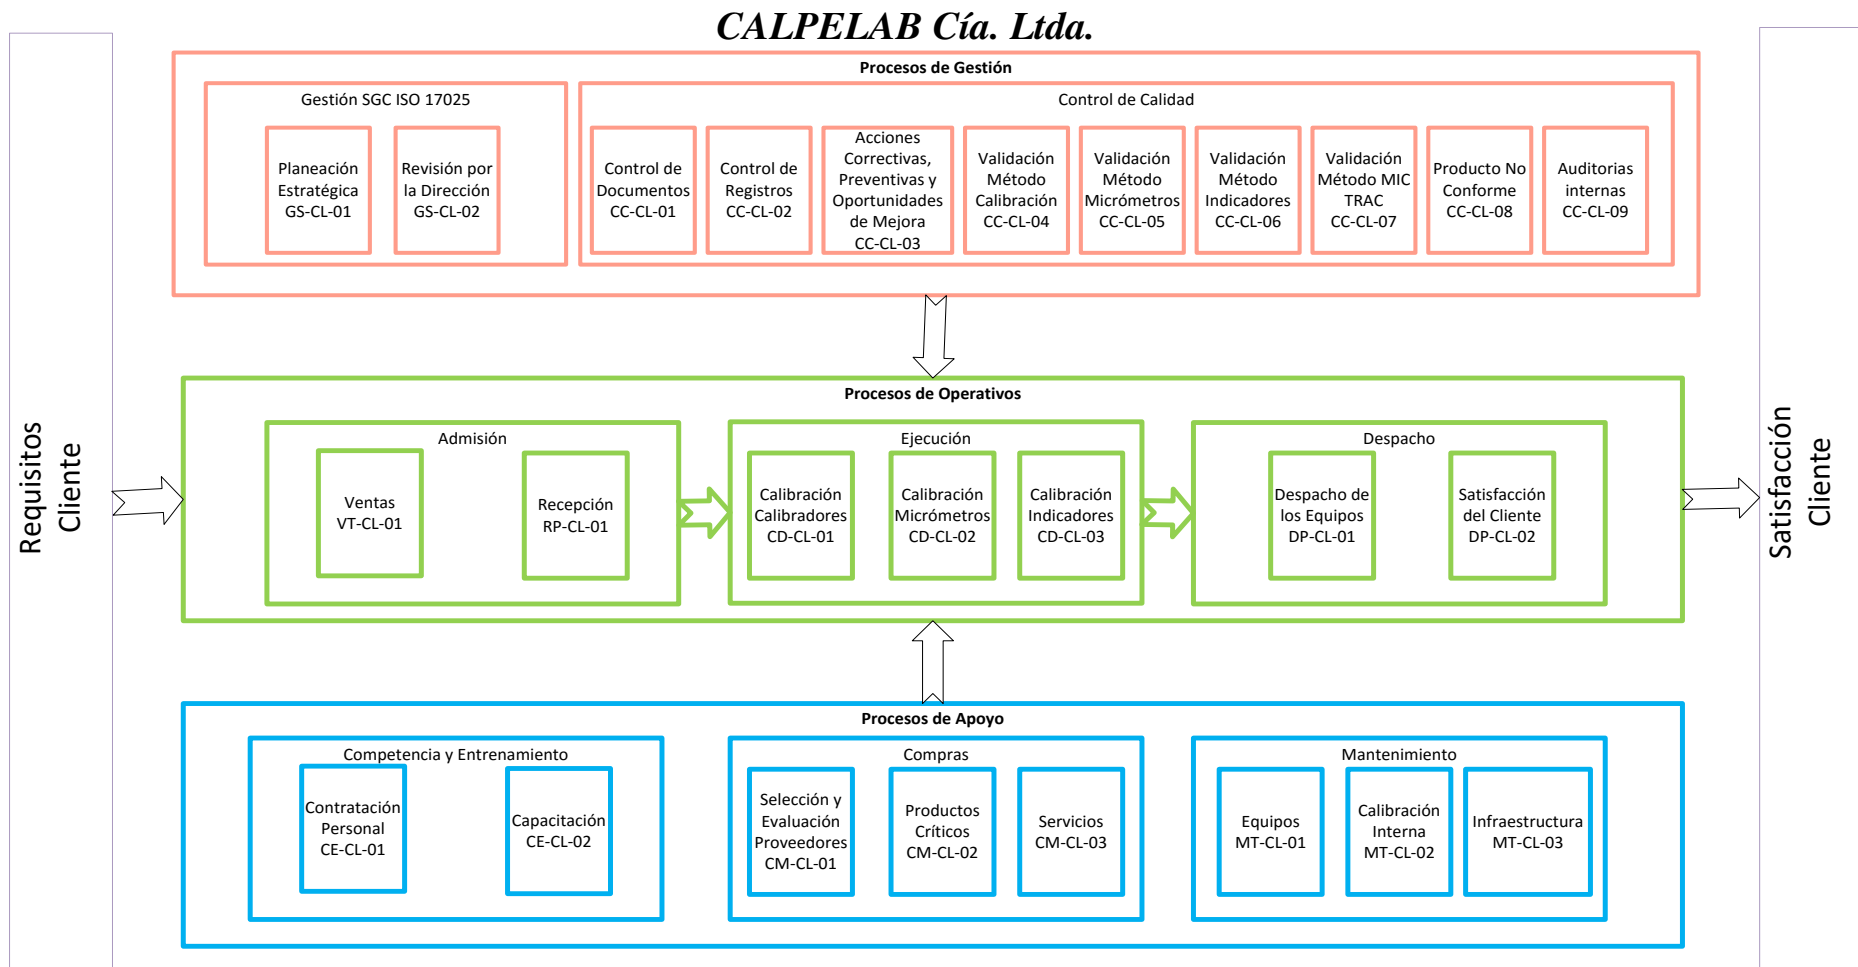 CALPELAB Cía. Ltda.
Requisitos
Cliente
Procesos de Gestión
Gestión SGC ISO 17025
Planeación
Estratégica
GS-CL-01
Revisión por
la Dirección
GS-CL-02
Control de Calidad
Control de
Documentos
CC-CL-01
Control de
Registros
CC-CL-02
Acciones
Correctivas,
Preventivas y
Oportunidades
de Mejora
CC-CL-03
Validación
Método
Calibración
CC-CL-04
Validación
Método
Micrómetros
CC-CL-05
Validación
Método
Indicadores
CC-CL-06
Validación
Método MIC
TRAC
CC-CL-07
Producto No
Conforme
CC-CL-08
Auditorias
internas
CC-CL-09
Procesos de Operativos
Admisión
Ventas
VT-CL-01
Recepción
RP-CL-01
Ejecución
Calibración
Calibradores
CD-CL-01
Calibración
Micrómetros
CD-CL-02
Calibración
Indicadores
CD-CL-03
Despacho
Despacho de
los Equipos
DP-CL-01
Satisfacción
del Cliente
DP-CL-02
Procesos de Apoyo
Competencia y Entrenamiento
Contratación
Personal
CE-CL-01
Capacitación
CE-CL-02
Compras
Selección y
Evaluación
Proveedores
CM-CL-01
Productos
Críticos
CM-CL-02
Servicios
CM-CL-03
Mantenimiento
Equipos
MT-CL-01
Calibración
Interna
MT-CL-02
Infraestructura
MT-CL-03
Satisfacción
Cliente